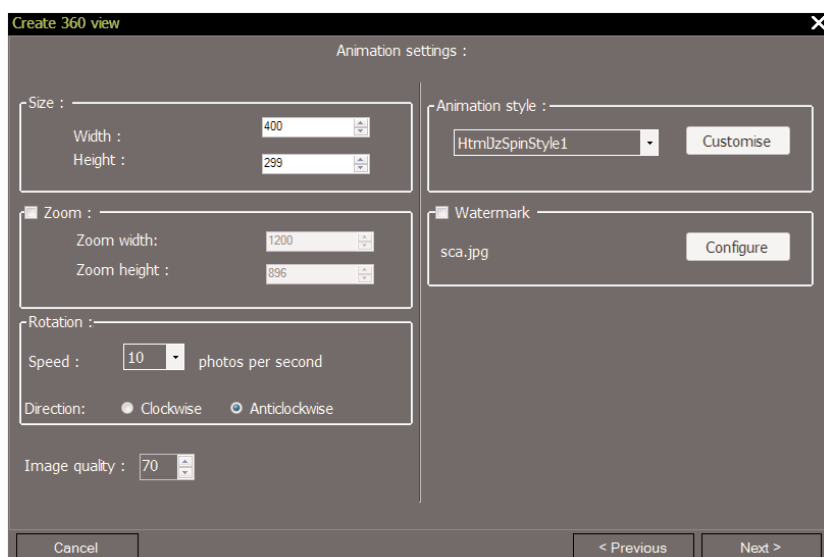 Create 360 view
Animation settings :
Size :
Width :
400
Height :
299
Zoom :
Zoom width:
1200
Zoom height :
896
Rotation :
Speed :
10
photos per second
Direction:
Clockwise
Anticlockwise
Image quality :
70
Animation style :
HtmlJzSpinStyle1
Customise
Watermark
sca.jpg
Configure
Cancel
< Previous
Next >